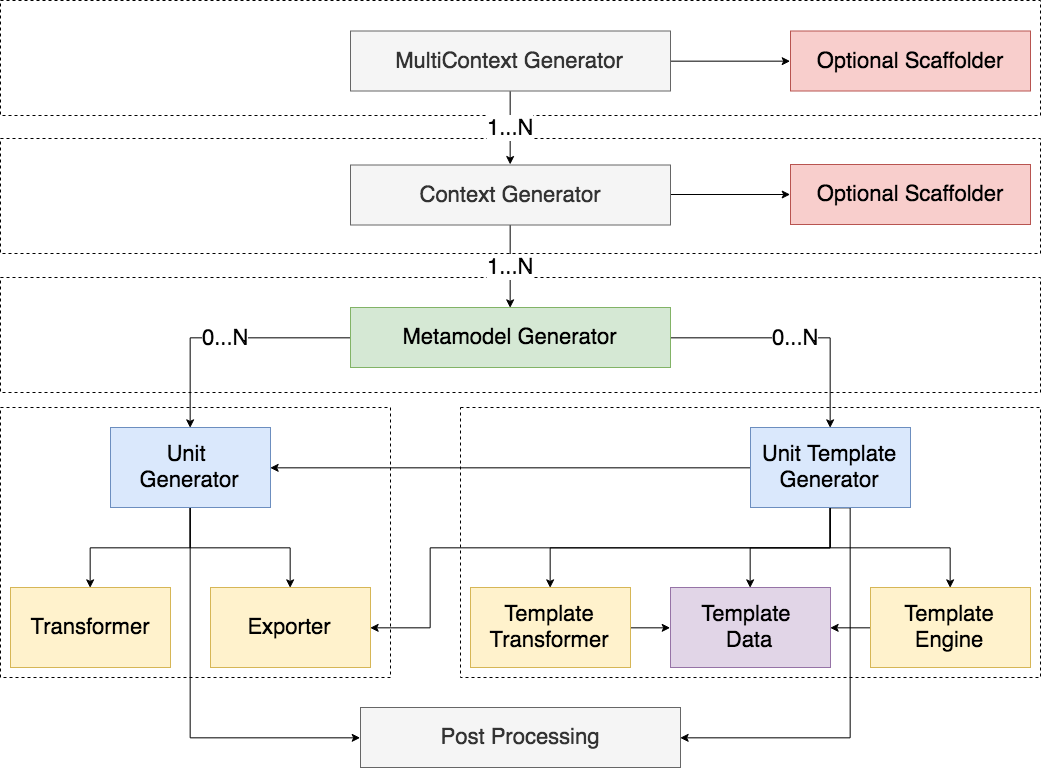 MultiContext Generator
Optional Scaffolder
1...N
Context Generator
Optional Scaffolder
1...N
Metamodel Generator
0...N
0...N
Unit
Generator
Unit Template
Generator
Transformer
Exporter
Template
Transformer
Template
Data
Template
Engine
Post Processing